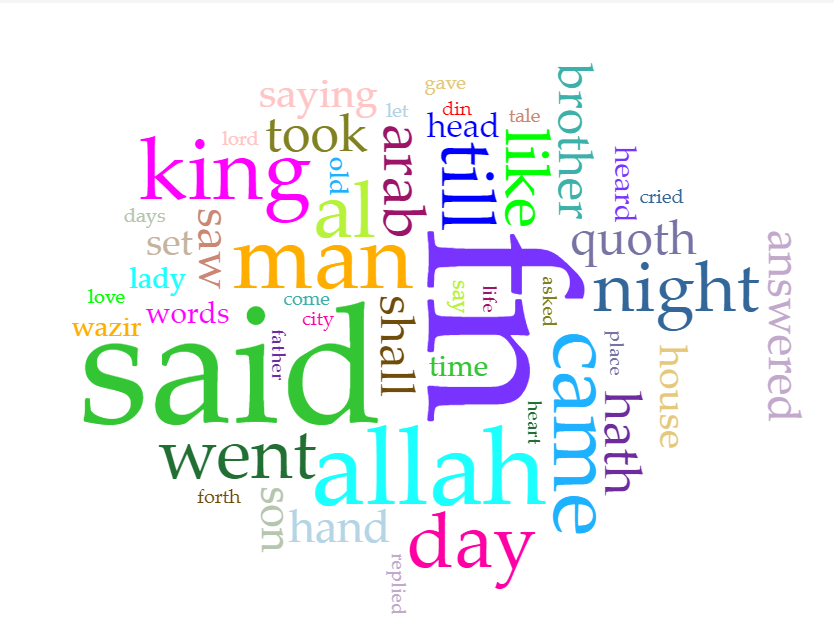 gave
saying
let
din
tale
brother
lord
took
head
king
arab
till
like
heard
old
cried
days
al
saw
set
man
quoth
lady
fn
night
answered
love
come
say
life
asked
wazir
words
city
shall
father
said
time
came
place
house
heart
hath
went
allah
forth
son
hand
day
replied